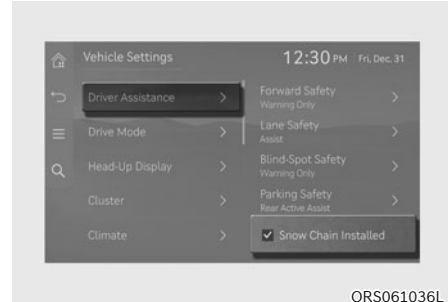 Vehicle Settings
12:30 PM Fri, Dec. 31
Driver Assistance
Drive Mode
Head-Up Display
Cluster
Climate
Forward Safety
Warning Only
Lane Safety
Assist
Blind-Spot Safety
Warning Only
Parking Safety
Rear Active Assist
Snow Chain Installed
ORS061036L